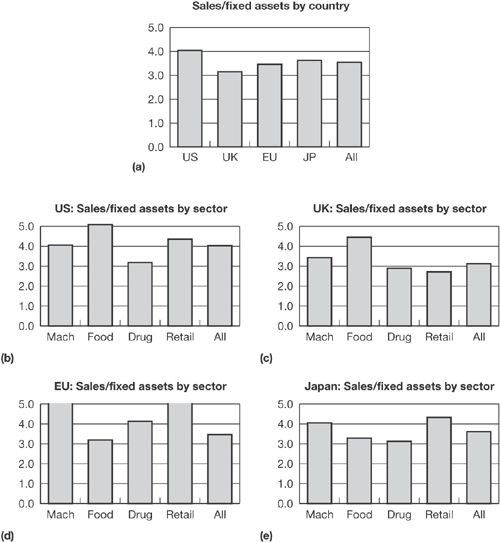 Sales/fixed assets by country
5.0
4.0
3.0
2.0
1.0
0.0
US UK EU JP All
(a)
US: Sales/fixed assets by sector
5.0
4.0
3.0
2.0
1.0
0.0
Mach Food Drug Retail All
(b)
UK: Sales/fixed assets by sector
5.0
4.0
3.0
2.0
1.0
0.0
Mach Food Drug Retail All
(c)
EU: Sales/fixed assets by sector
5.0
4.0
3.0
2.0
1.0
0.0
Mach Food Drug Retail All
(d)
Japan: Sales/fixed assets by sector
5.0
4.0
3.0
2.0
1.0
0.0
Mach Food Drug Retail All
(e)